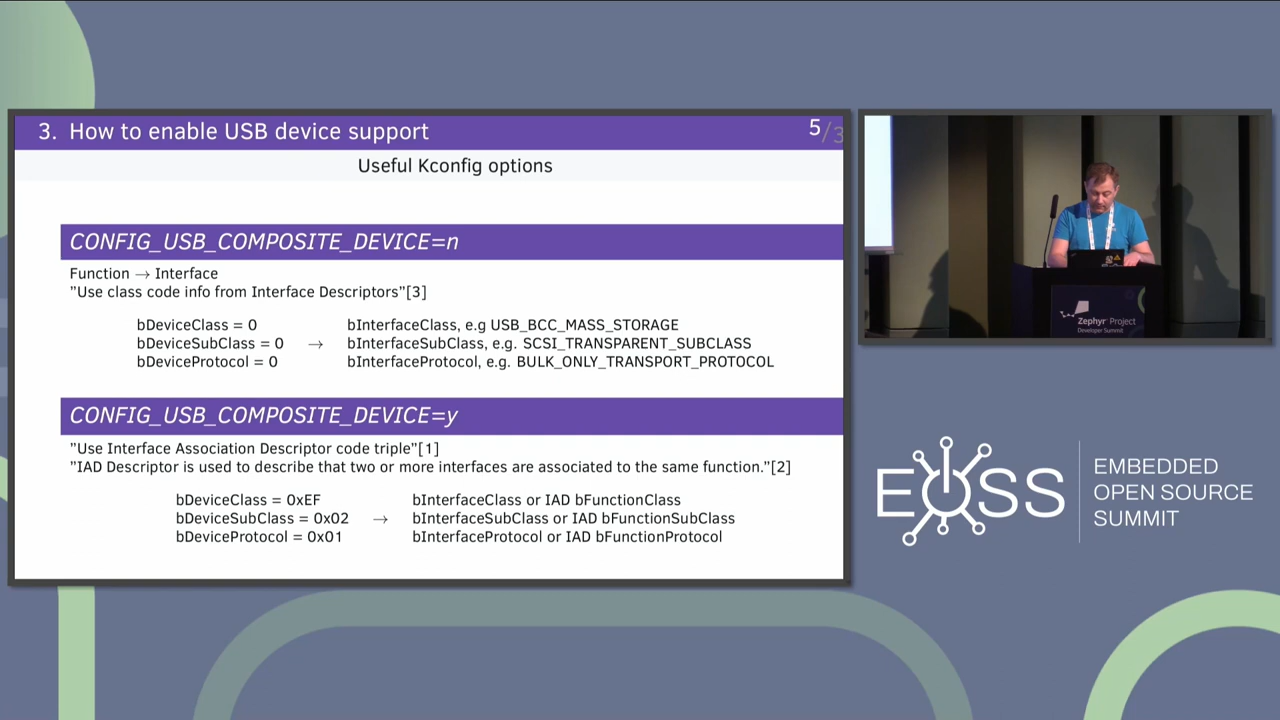 3. How to enable USB device support
5/3
Useful Kconfig options
CONFIG_USB_COMPOSITE_DEVICE=n
Function → Interface
"Use class code info from Interface Descriptors"[3]
bDeviceClass = 0 bInterfaceClass, e.g USB_BCC_MASS_STORAGE
bDeviceSubClass = 0 → bInterfaceSubClass, e.g. SCSI_TRANSPARENT_SUBCLASS
bDeviceProtocol = 0 bInterfaceProtocol, e.g. BULK_ONLY_TRANSPORT_PROTOCOL
CONFIG_USB_COMPOSITE_DEVICE=y
"Use Interface Association Descriptor code triple"[1]
"IAD Descriptor is used to describe that two or more interfaces are associated to the same function."[2]
bDeviceClass = 0xEF bInterfaceClass or IAD bFunctionClass
bDeviceSubClass = 0x02 → bInterfaceSubClass or IAD bFunctionSubClass
bDeviceProtocol = 0x01 bInterfaceProtocol or IAD bFunctionProtocol
Zephyr Project
Developer Summit
EOSS
EMBEDDED
OPEN SOURCE
SUMMIT